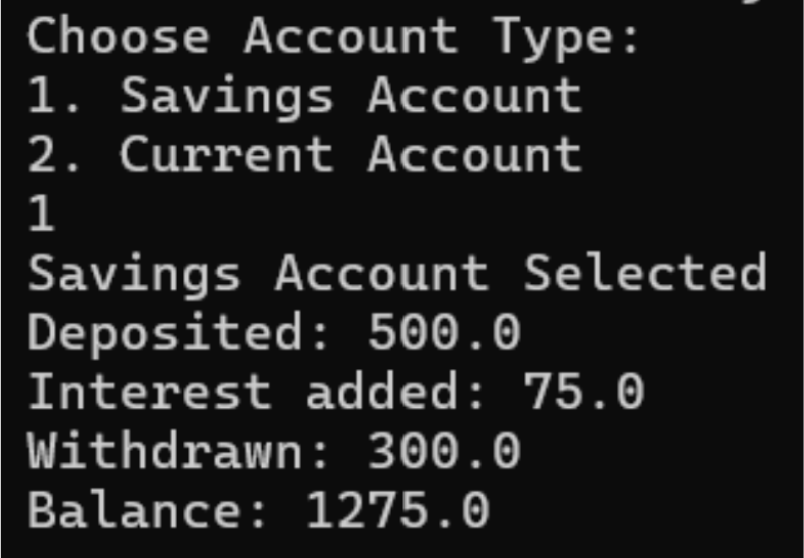 Choose Account Type:
1. Savings Account
2. Current Account
1
Savings Account Selected
Deposited: 500.0
Interest added: 75.0
Withdrawn: 300.0
Balance: 1275.0